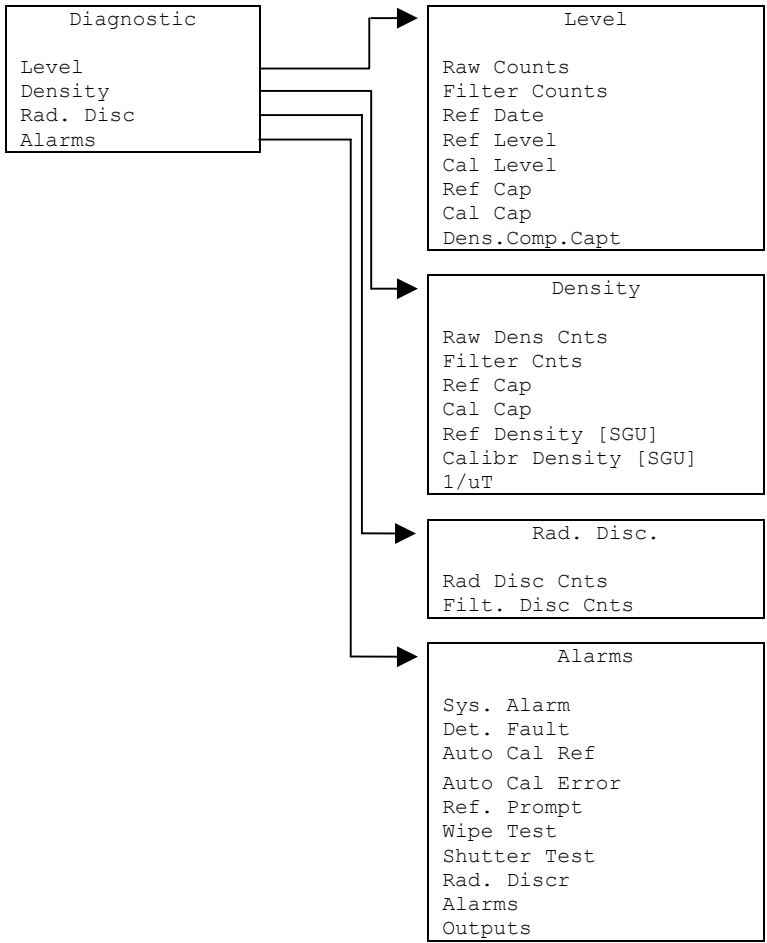 Diagnostic
Level
Density
Rad. Disc
Alarms
Level
Raw Counts
Filter Counts
Ref Date
Ref Level
Cal Level
Ref Cap
Cal Cap
Dens.Comp.Capt
Density
Raw Dens Cnts
Filter Cnts
Ref Cap
Cal Cap
Ref Density [SGU]
Calibr Density [SGU]
1/uT
Rad. Disc.
Rad Disc Cnts
Filt. Disc Cnts
Alarms
Sys. Alarm
Det. Fault
Auto Cal Ref
Auto Cal Error
Ref. Prompt
Wipe Test
Shutter Test
Rad. Discr
Alarms
Outputs